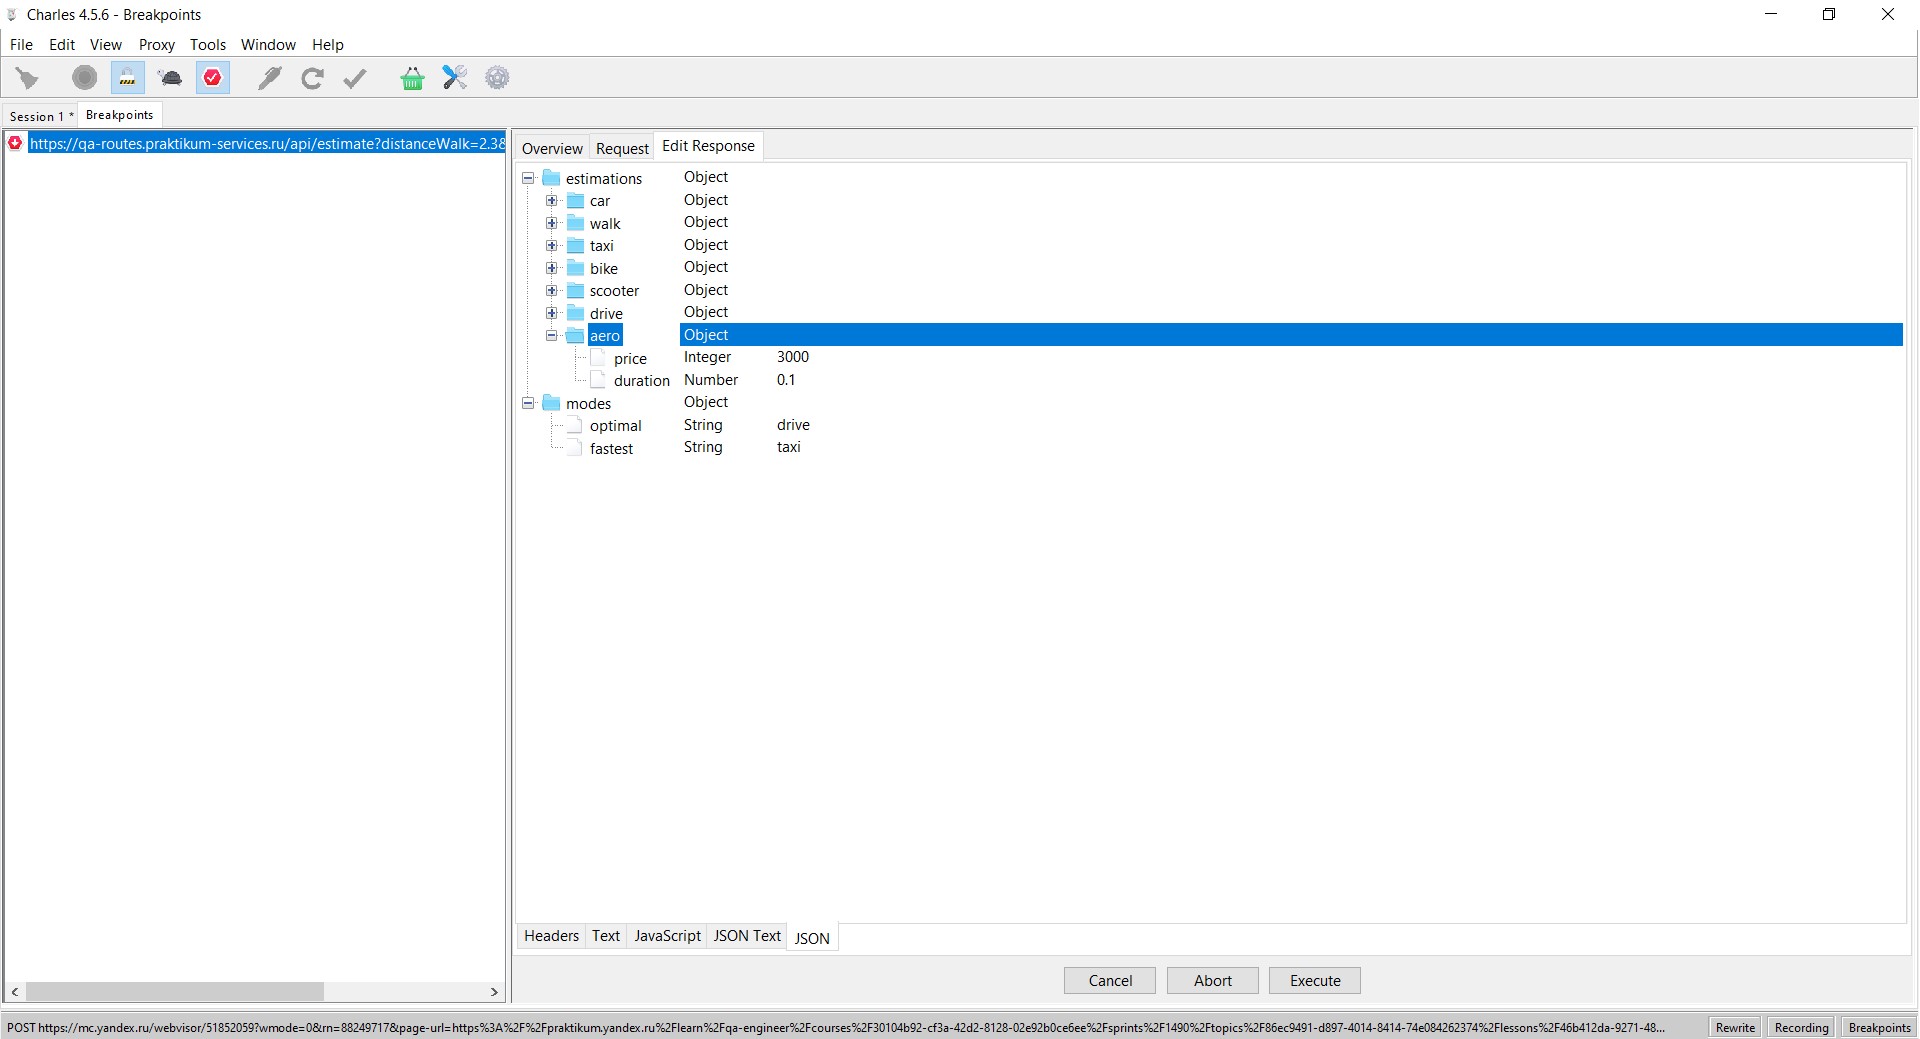 Charles 4.5.6 - Breakpoints
File Edit View Proxy Tools Window Help
Session 1 * Breakpoints
https://qa-routes.praktikum-services.ru/api/estimate?distanceWalk=2.3&
Overview Request Edit Response
estimations Object
car Object
walk Object
taxi Object
bike Object
scooter Object
drive Object
aero Object
price Integer 3000
duration Number 0.1
modes Object
optimal String drive
fastest String taxi
Headers Text JavaScript JSON Text JSON
Cancel Abort Execute
POST https://mc.yandex.ru/webvisor/51852059?wmode=0&rn=88249717&page-url=https%3A%2F%2Fpraktikum.yandex.ru%2Flearn%2Fqa-engineer%2Fcourses%2F30104b92-cf3a-42d2-8128-02e92b0ce6ee%2Fsprints%2F1490%2Ftopics%2F86ec9491-d897-4014-8414-74e084262374%2Flessons%2F46b412da-9271-48... Rewrite Recording Breakpoints